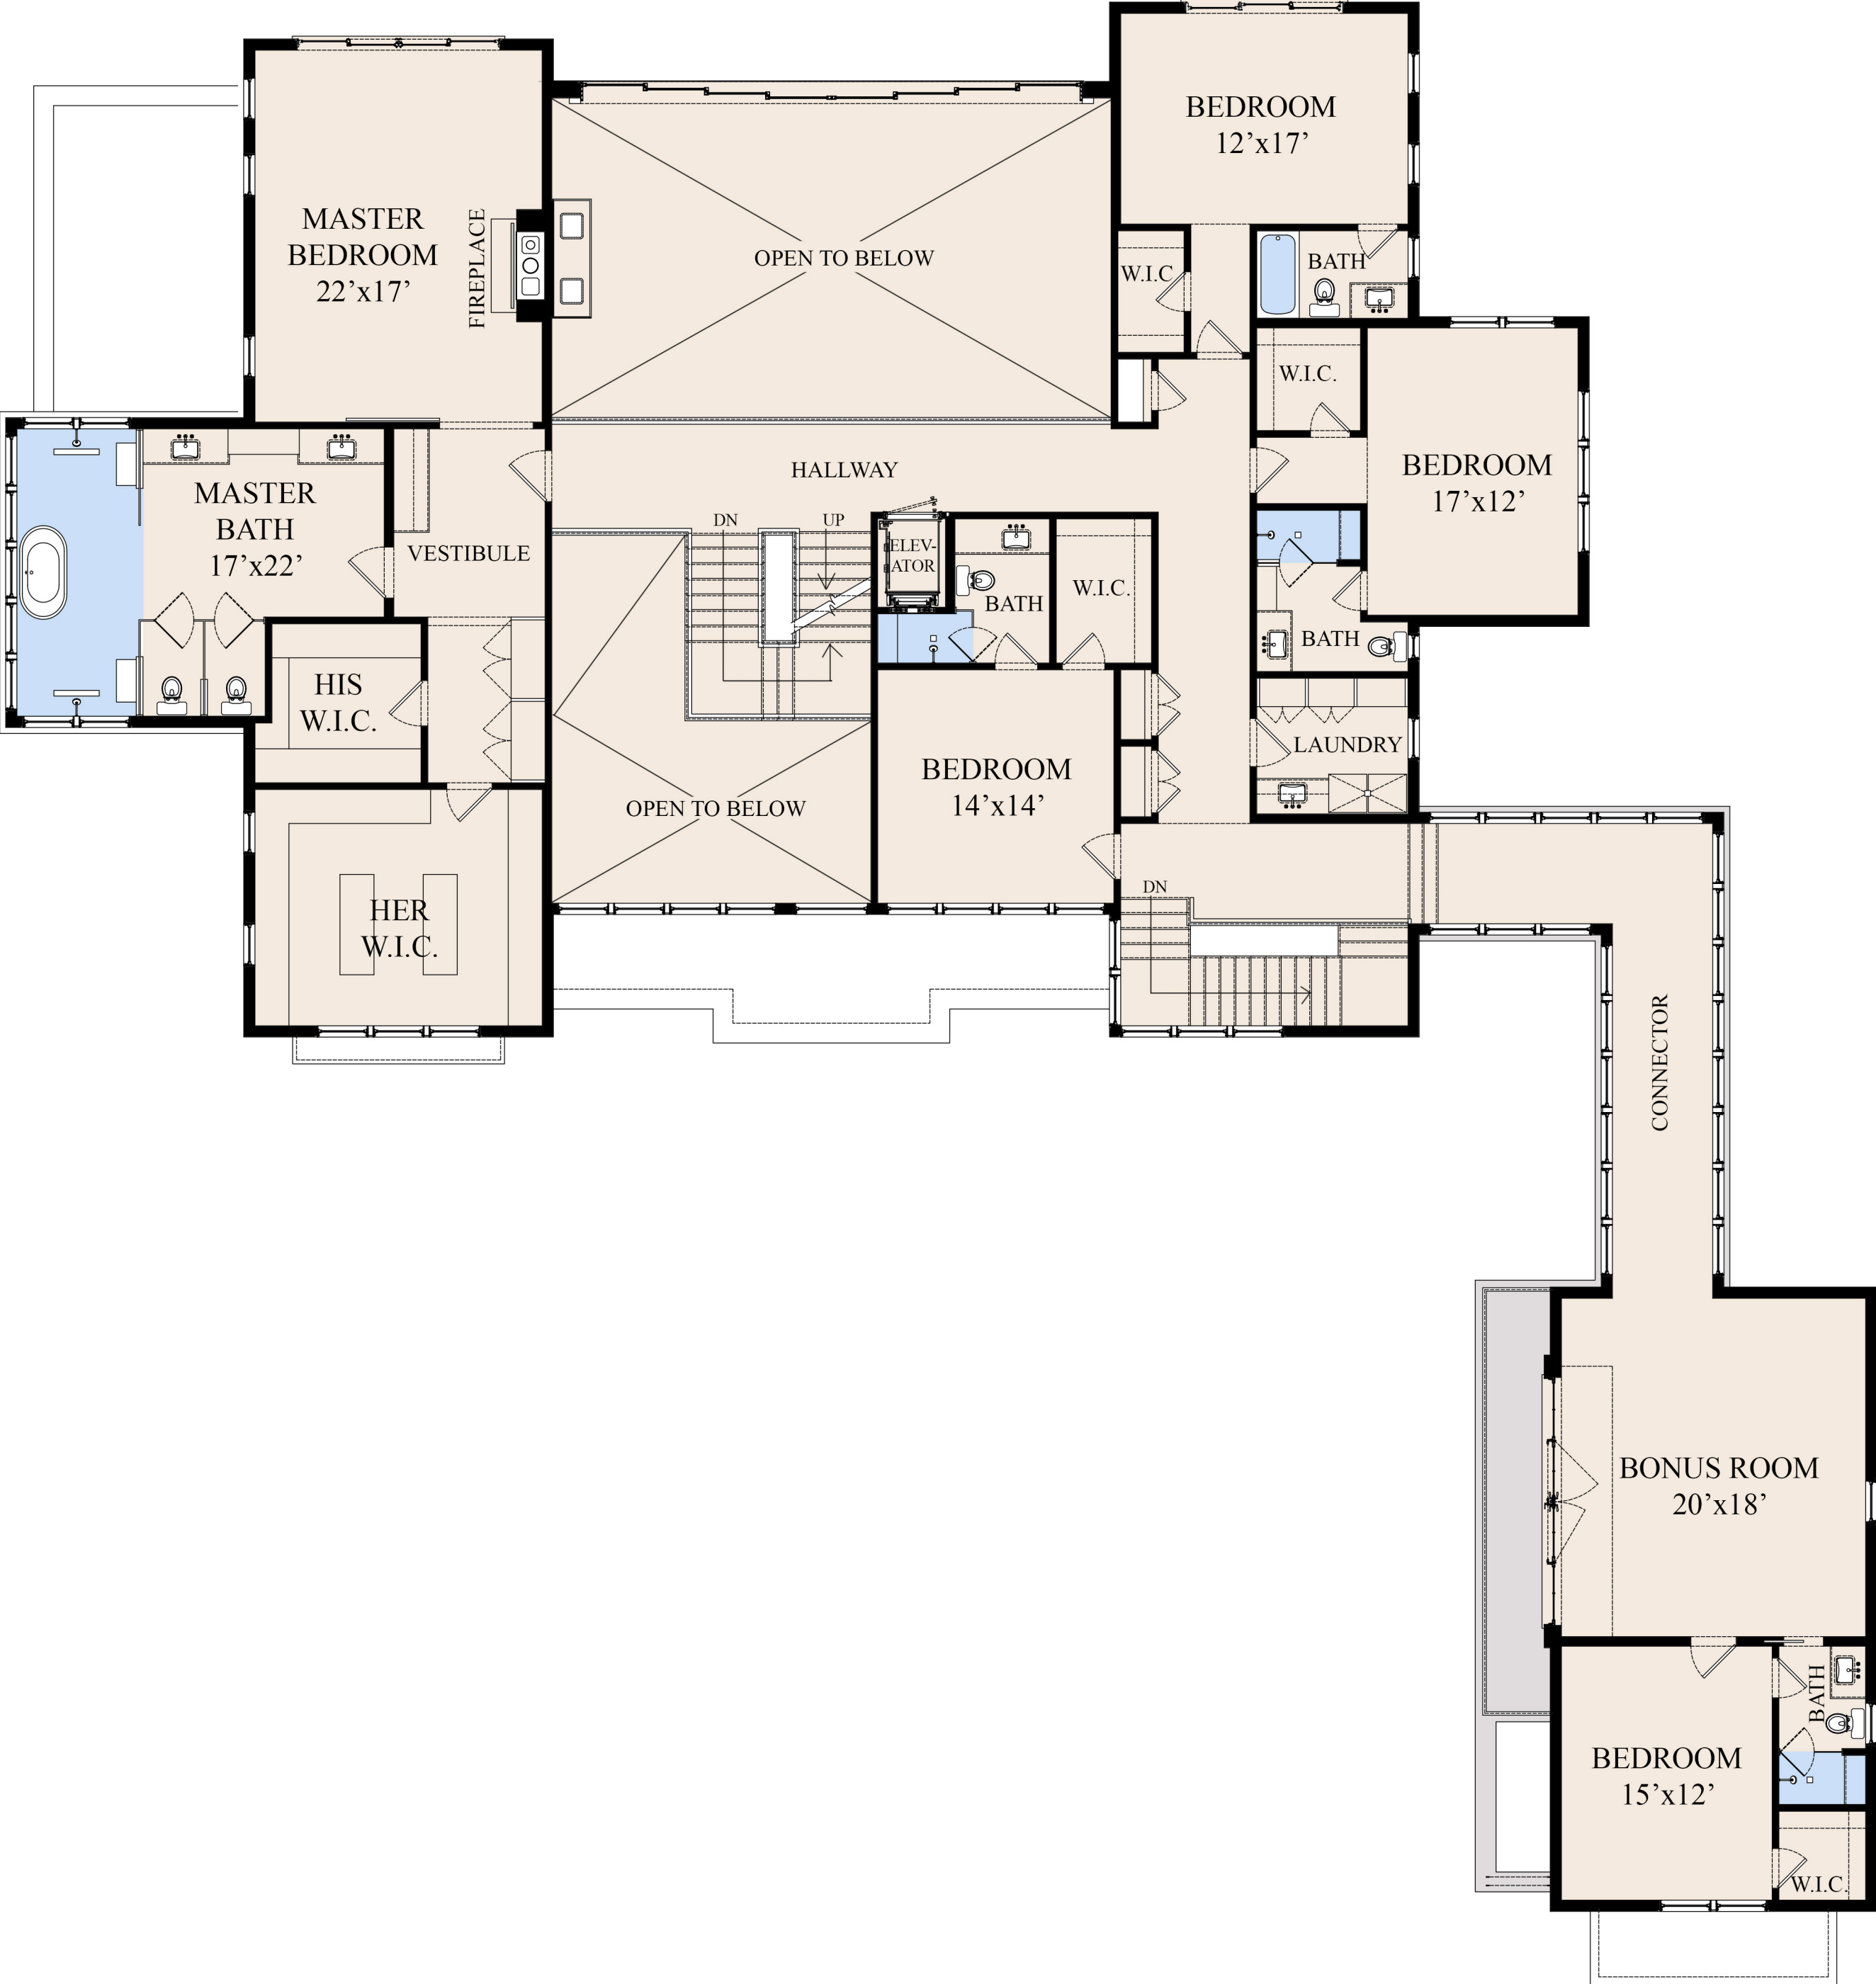 BEDROOM
12’x17’
MASTER
BEDROOM
22’x17’
FIREPLACE
OPEN TO BELOW
W.I.C
BATH
W.I.C.
BEDROOM
17’x12’
HALLWAY
MASTER
BATH
17’x22’
VESTIBULE
DN
UP
ELEV-
ATOR
BATH
W.I.C.
BATH
HIS
W.I.C.
LAUNDRY
BEDROOM
14’x14’
OPEN TO BELOW
DN
HER
W.I.C.
CONNECTOR
BONUS ROOM
20’x18’
BATH
BEDROOM
15’x12’
W.I.C.